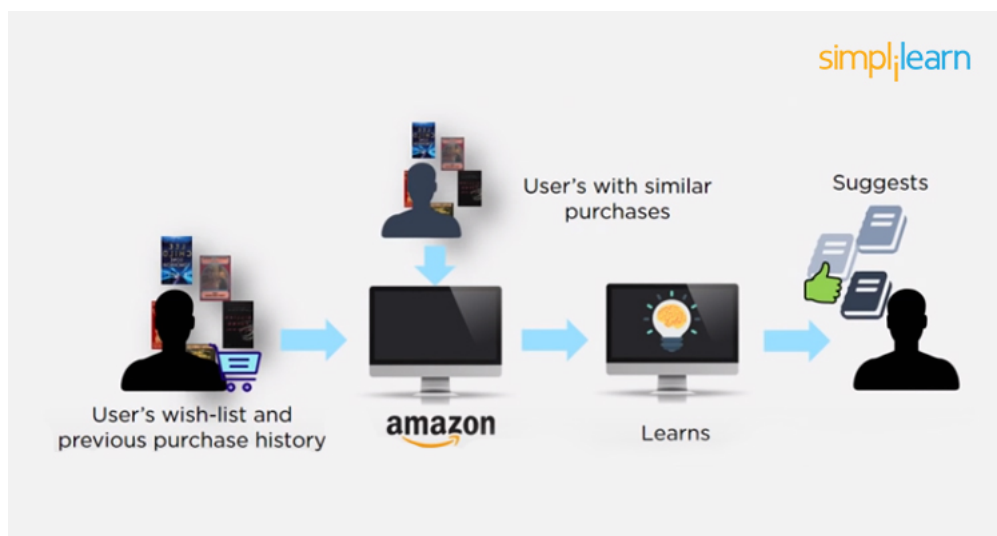 simplilearn
User's with similar
purchases
Suggests
User's wish-list and
previous purchase history
amazon
Learns